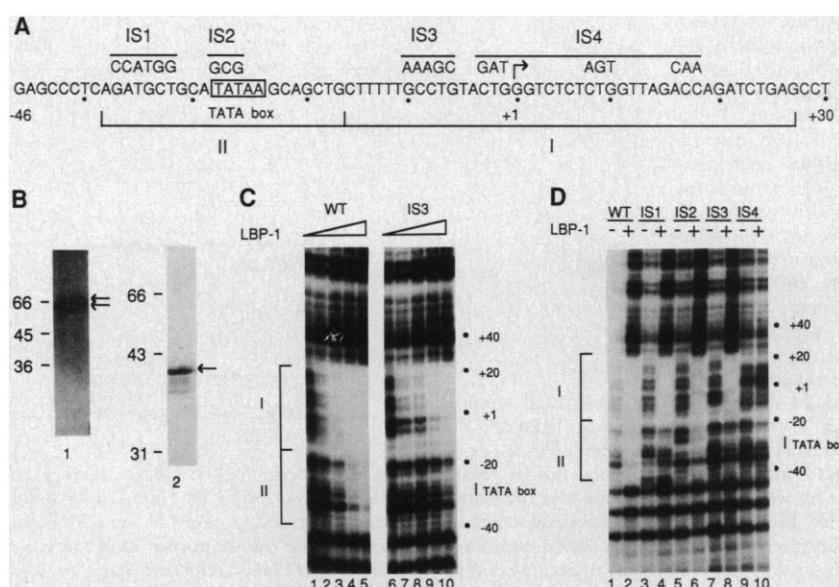 A
IS1 IS2 IS3 IS4
CCATGG GCG AAAGC GAT AGT CAA
GAGCCCTCAGATGCTGCATATAAGCAGCTGCTTTTTGCCTGTACTGGGTCTCTCTGGTTAGACCAGATCTGAGCCT
-46 TATA box +1 +30
II I
B
66
45
36
1
66
43
31
2
C
WT IS3
LBP-1
+40
+20
I
+1
-20
II
TATA box
-40
1 2 3 4 5 6 7 8 9 10
D
WT IS1 IS2 IS3 IS4
LBP-1 - + - + - + - + - +
+40
+20
I
+1
-20
TATA bo
II
-40
1 2 3 4 5 6 7 8 9 10